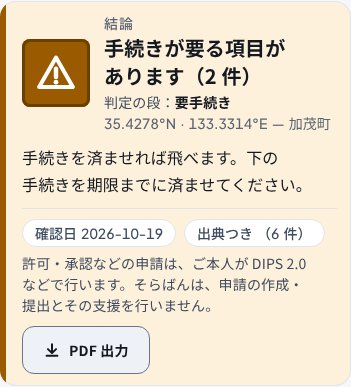 結論
手続きが要る項目が
あります（2 件）
判定の段：要手続き
35.4278°N · 133.3314°E — 加茂町
手続きを済ませれば飛べます。下の
手続きを期限までに済ませてください。
確認日 2026-10-19 出典つき （6 件）
許可・承認などの申請は、ご本人が DIPS 2.0
などで行います。そらばんは、申請の作成・
提出とその支援を行いません。
PDF 出力